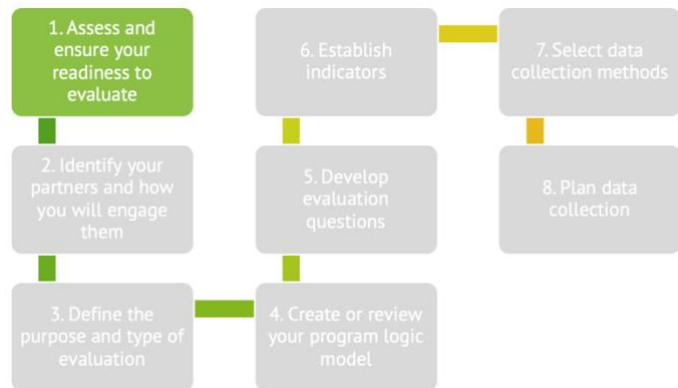 1. Assess and
ensure your
readiness to
evaluate
2. Identify your
partners and how
you will engage
them
3. Define the
purpose and type of
evaluation
4. Create or review
your program logic
model
5. Develop
evaluation
questions
6. Establish
indicators
7. Select data
collection methods
8. Plan data
collection